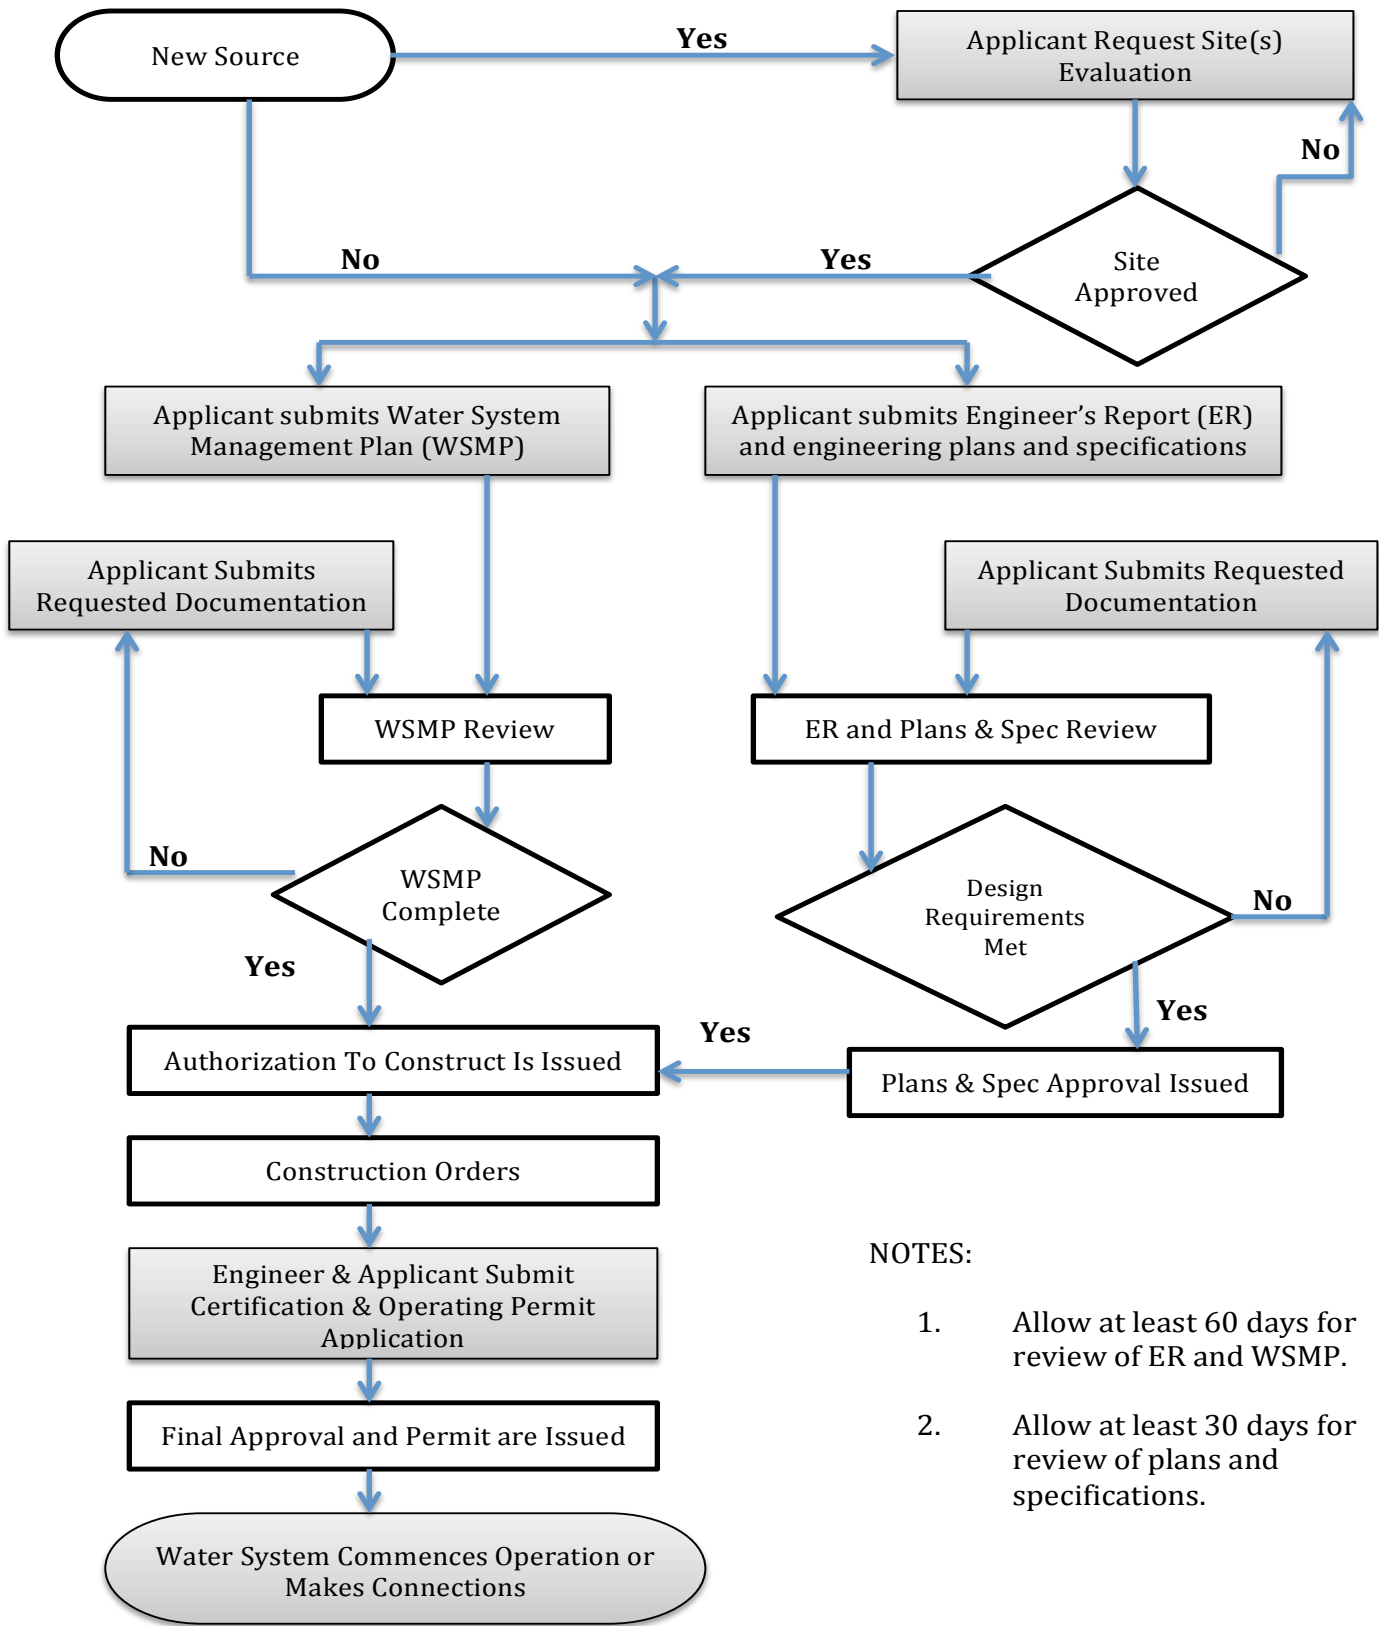 New Source
Yes
Applicant Request Site(s)
Evaluation
No
No
Yes
Site
Approved
Applicant submits Water System
Management Plan (WSMP)
Applicant submits Engineer’s Report (ER)
and engineering plans and specifications
Applicant Submits
Requested Documentation
Applicant Submits Requested
Documentation
WSMP Review
ER and Plans & Spec Review
No
WSMP
Complete
Design
Requirements
Met
No
Yes
Yes
Yes
Authorization To Construct Is Issued
Plans & Spec Approval Issued
Construction Orders
Engineer & Applicant Submit
Certification & Operating Permit
Application
Final Approval and Permit are Issued
Water System Commences Operation or
Makes Connections
NOTES:
1. Allow at least 60 days for
review of ER and WSMP.
2. Allow at least 30 days for
review of plans and
specifications.